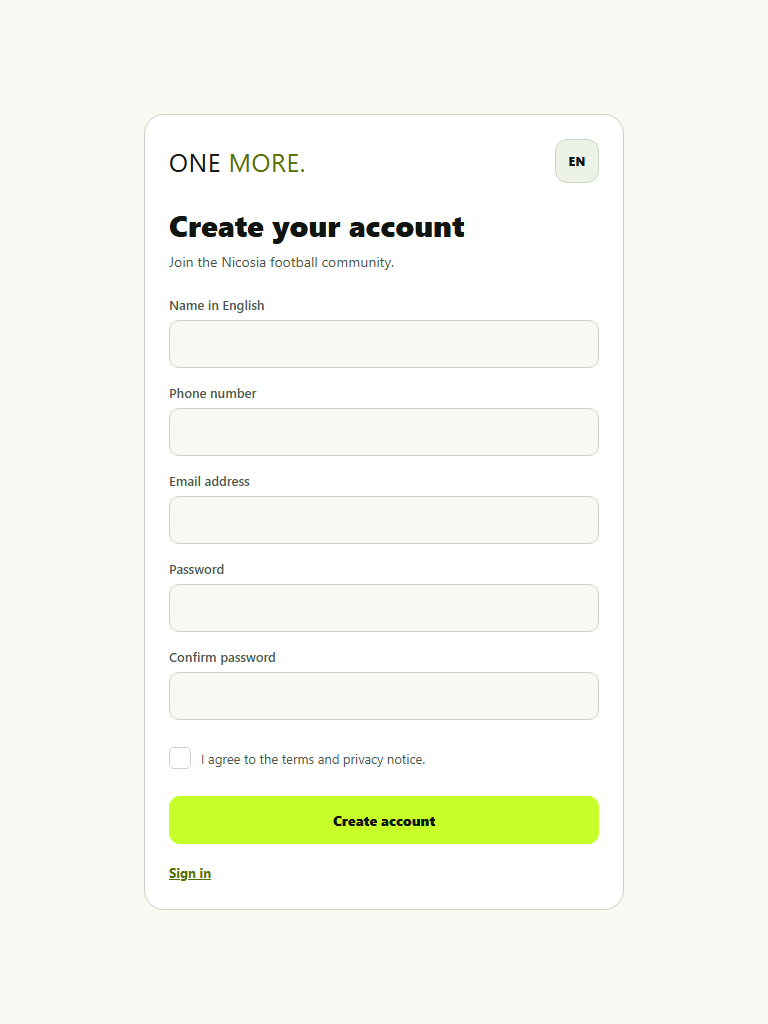 ONE MORE.
EN
Create your account
Join the Nicosia football community.
Name in English
Phone number
Email address
Password
Confirm password
I agree to the terms and privacy notice.
Create account
Sign in